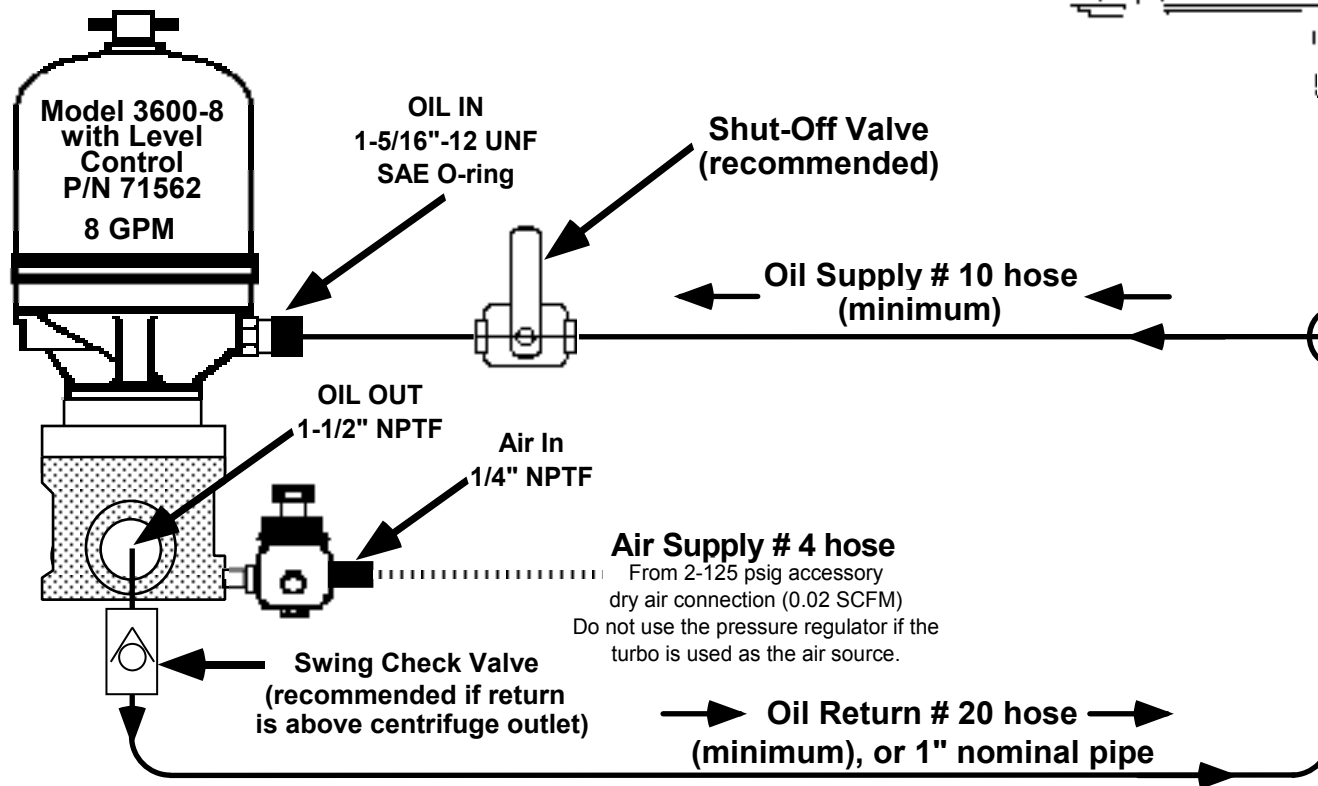 Model 3600-8
with Level
Control
P/N 71562
8 GPM
OIL IN
1-5/16"-12 UNF
SAE O-ring
Shut-Off Valve
(recommended)
Oil Supply # 10 hose
(minimum)
OIL OUT
1-1/2" NPTF
Air In
1/4" NPTF
Air Supply # 4 hose
From 2-125 psig accessory
dry air connection (0.02 SCFM)
Do not use the pressure regulator if the
turbo is used as the air source.
Swing Check Valve
(recommended if return
is above centrifuge outlet)
Oil Return # 20 hose
(minimum), or 1" nominal pipe